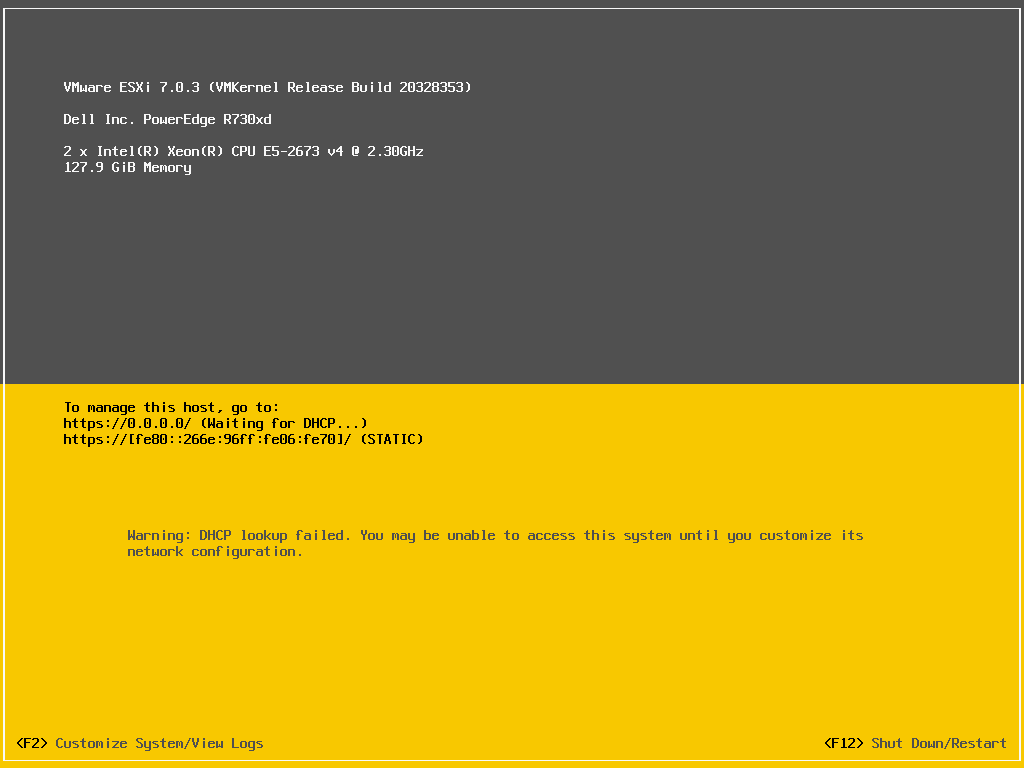 VMware ESXi 7.0.3 (VMKernel Release Build 20328353)
Dell Inc. PowerEdge R730xd
2 x Intel(R) Xeon(R) CPU E5-2673 v4 @ 2.30GHz
127.9 GiB Memory
To manage this host, go to:
https://0.0.0.0/ (Waiting for DHCP...)
https://[fe80::266e:96ff:fe06:fe70]/ (STATIC)
Warning: DHCP lookup failed. You may be unable to access this system until you customize its
network configuration.
<F2> Customize System/View Logs
<F12> Shut Down/Restart